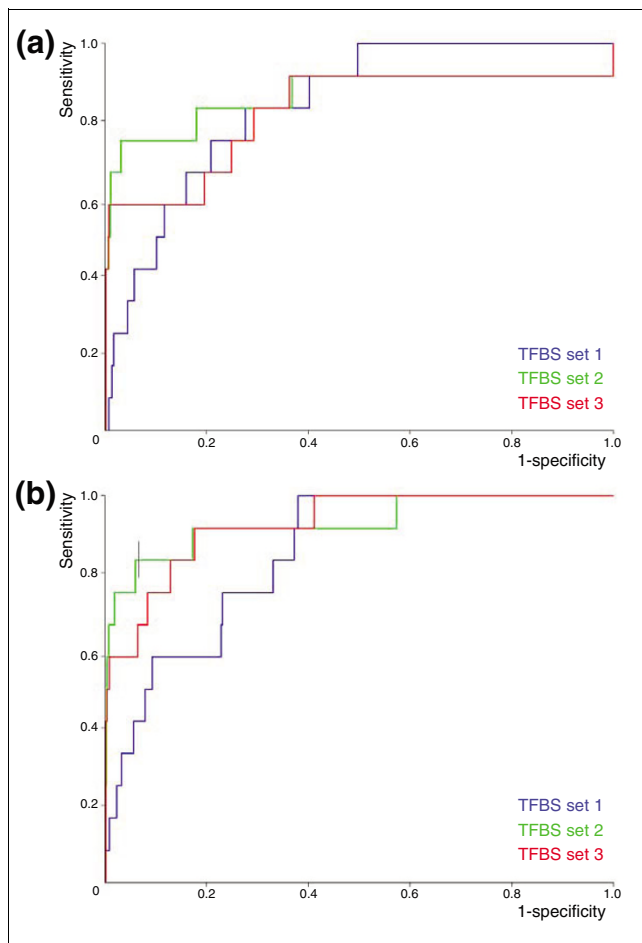 (a)
Sensitivity
1.0
0.8
0.6
0.4
0.2
0
0.2
0.4
0.6
0.8
1.0
1-specificity
TFBS set 1
TFBS set 2
TFBS set 3
(b)
Sensitivity
1.0
0.8
0.6
0.4
0.2
0
0.2
0.4
0.6
0.8
1.0
1-specificity
TFBS set 1
TFBS set 2
TFBS set 3